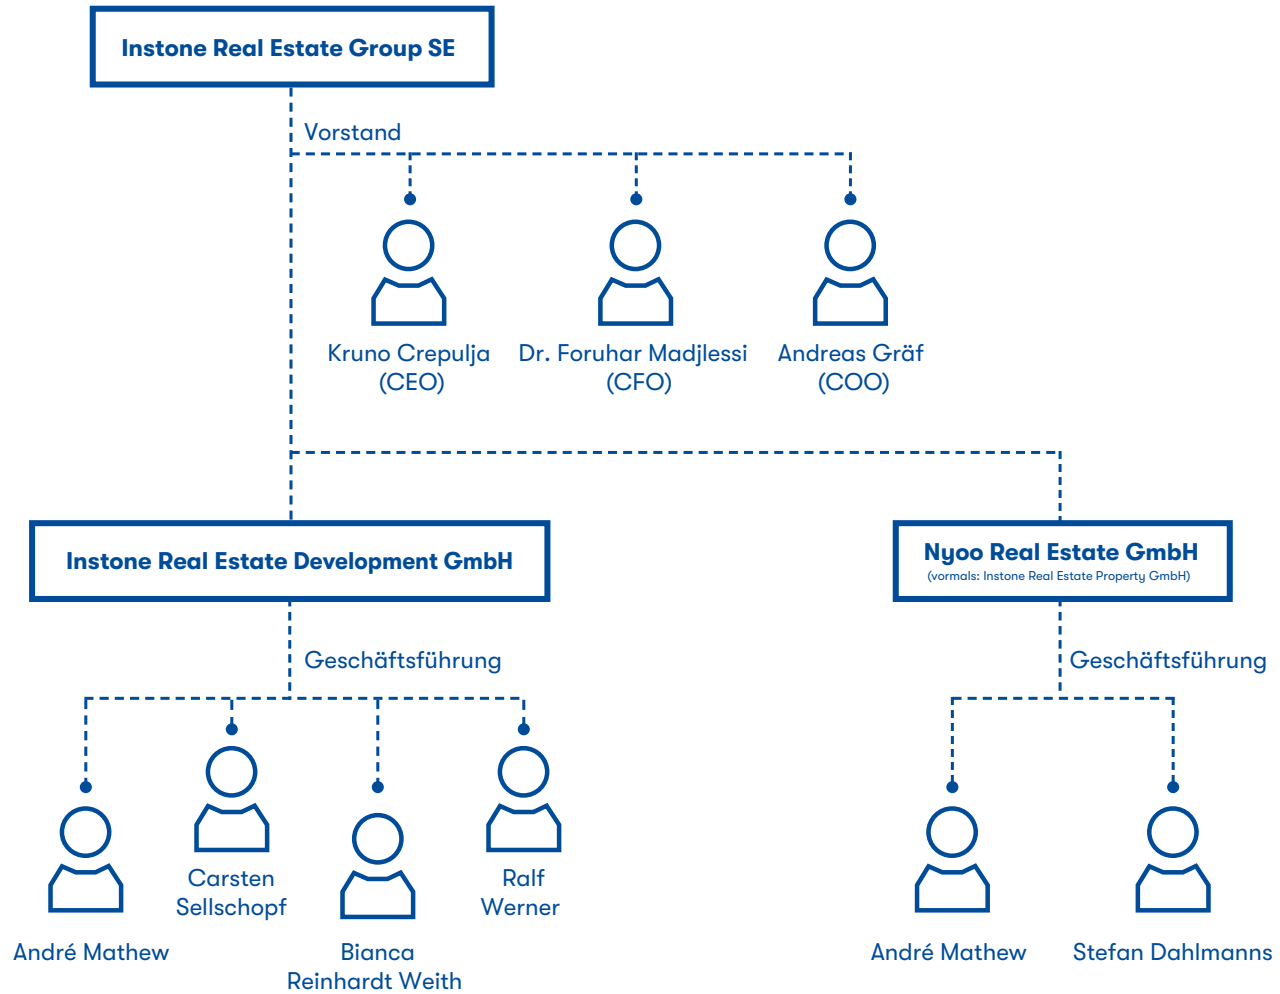 Instone Real Estate Group SE
Vorstand
Kruno Crepulja
(CEO)
Dr. Foruhar Madjlessi
(CFO)
Andreas Gräf
(COO)
Instone Real Estate Development GmbH
Nyoo Real Estate GmbH
(vormals: Instone Real Estate Property GmbH)
Geschäftsführung
Geschäftsführung
André Mathew
Carsten
Sellschopf
Bianca
Reinhardt Weith
Ralf
Werner
André Mathew
Stefan Dahlmanns